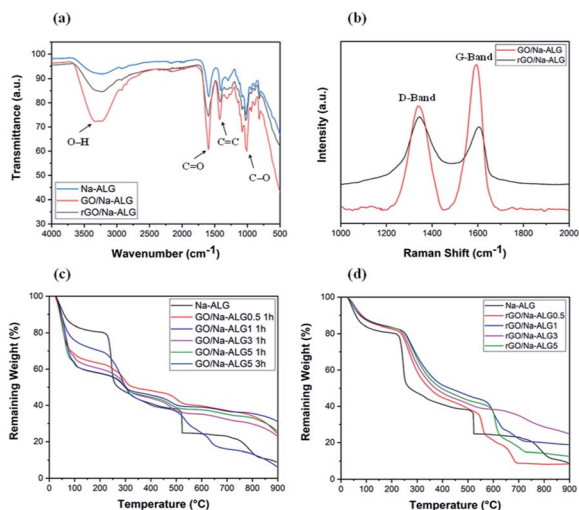 (a)
Transmittance (a.u.)
100
90
80
70
60
50
40
30
O–H
C=O
C=C
C–O
Na-ALG
GO/Na-ALG
rGO/Na-ALG
4000 3500 3000 2500 2000 1500 1000 500
Wavenumber (cm-1)
(b)
Intensity (a.u.)
D-Band
G-Band
GO/Na-ALG
rGO/Na-ALG
1000 1200 1400 1600 1800 2000
Raman Shift (cm-1)
(c)
Remaining Weight (%)
100
80
60
40
20
0
Na-ALG
GO/Na-ALG0.5 1h
GO/Na-ALG1 1h
GO/Na-ALG3 1h
GO/Na-ALG5 1h
GO/Na-ALG5 3h
0 100 200 300 400 500 600 700 800 900
Temperature (°C)
(d)
Remaining Weight (%)
100
80
60
40
20
0
Na-ALG
rGO/Na-ALG0.5
rGO/Na-ALG1
rGO/Na-ALG3
rGO/Na-ALG5
0 100 200 300 400 500 600 700 800 900
Temperature (°C)